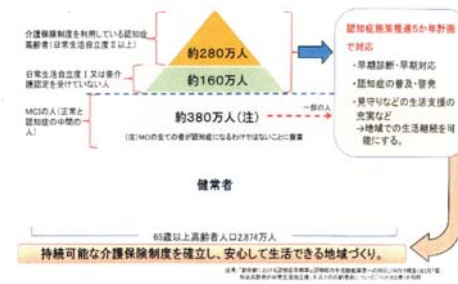 介護保険制度を利用している認知症
高齢者(日常生活自立度Ⅱ以上)
約280万人
日常生活自立度Ⅰ又は要介
護認定を受けていない人
約160万人
MCIの人(正常と
認知症の中間の
人)
約380万人(注)
一部の人
(注)MCIの全ての者が認知症になるわけではないことに留意
認知症施策推進5か年計画
で対応
・早期診断・早期対応
・認知症の普及・啓発
・見守りなどの生活支援の
充実など
→地域での生活継続を可
能にする。
健常者
65歳以上高齢者人口2,874万人
持続可能な介護保険制度を確立し、安心して生活できる地域づくり。